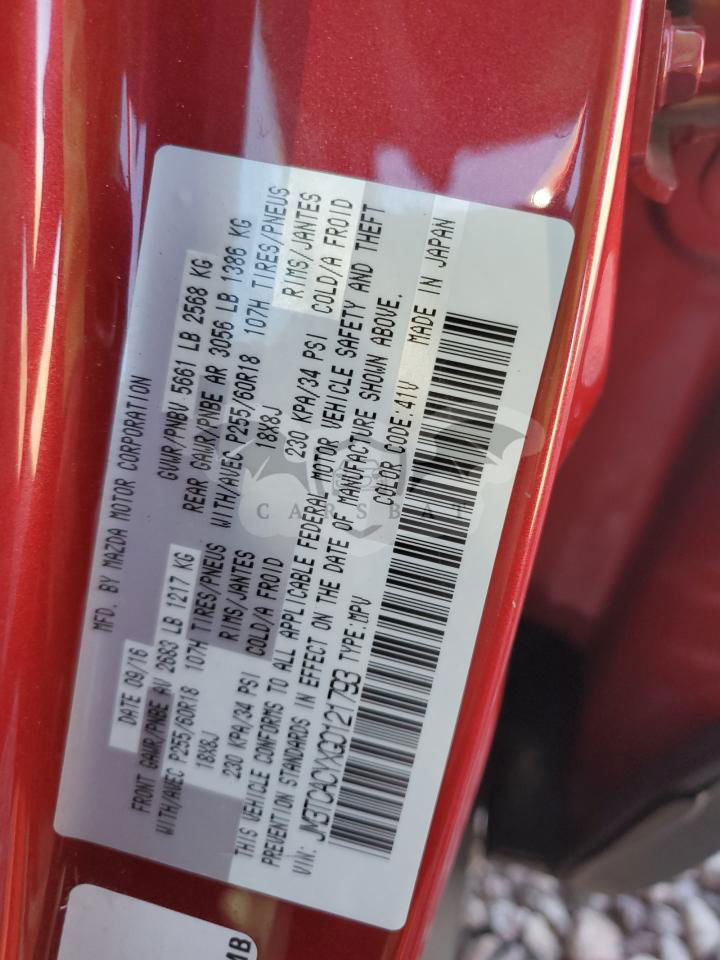 MFD. BY MAZDA MOTOR CORPORATION
DATE 09/16 GVWR/PNBV 5661 LB 2568 KG
FRONT GAWR/PNBE AV 2683 LB 1217 KG REAR GAWR/PNBE AR 3056 LB 1386 KG
WITH/AVEC P255/60R18 107H TIRES/PNEUS WITH/AVEC P255/60R18 107H TIRES/PNEUS
18X8J RIMS/JANTES 18X8J RIMS/JANTES
230 KPA/34 PSI COLD/A FROID 230 KPA/34 PSI COLD/A FROID
THIS VEHICLE CONFORMS TO ALL APPLICABLE FEDERAL MOTOR VEHICLE SAFETY AND THEFT
PREVENTION STANDARDS IN EFFECT ON THE DATE OF MANUFACTURE SHOWN ABOVE.
VIN: JM3TCACYXG0121793 TYPE:MPV COLOR CODE:41V MADE IN JAPAN
CARSBAT
MB